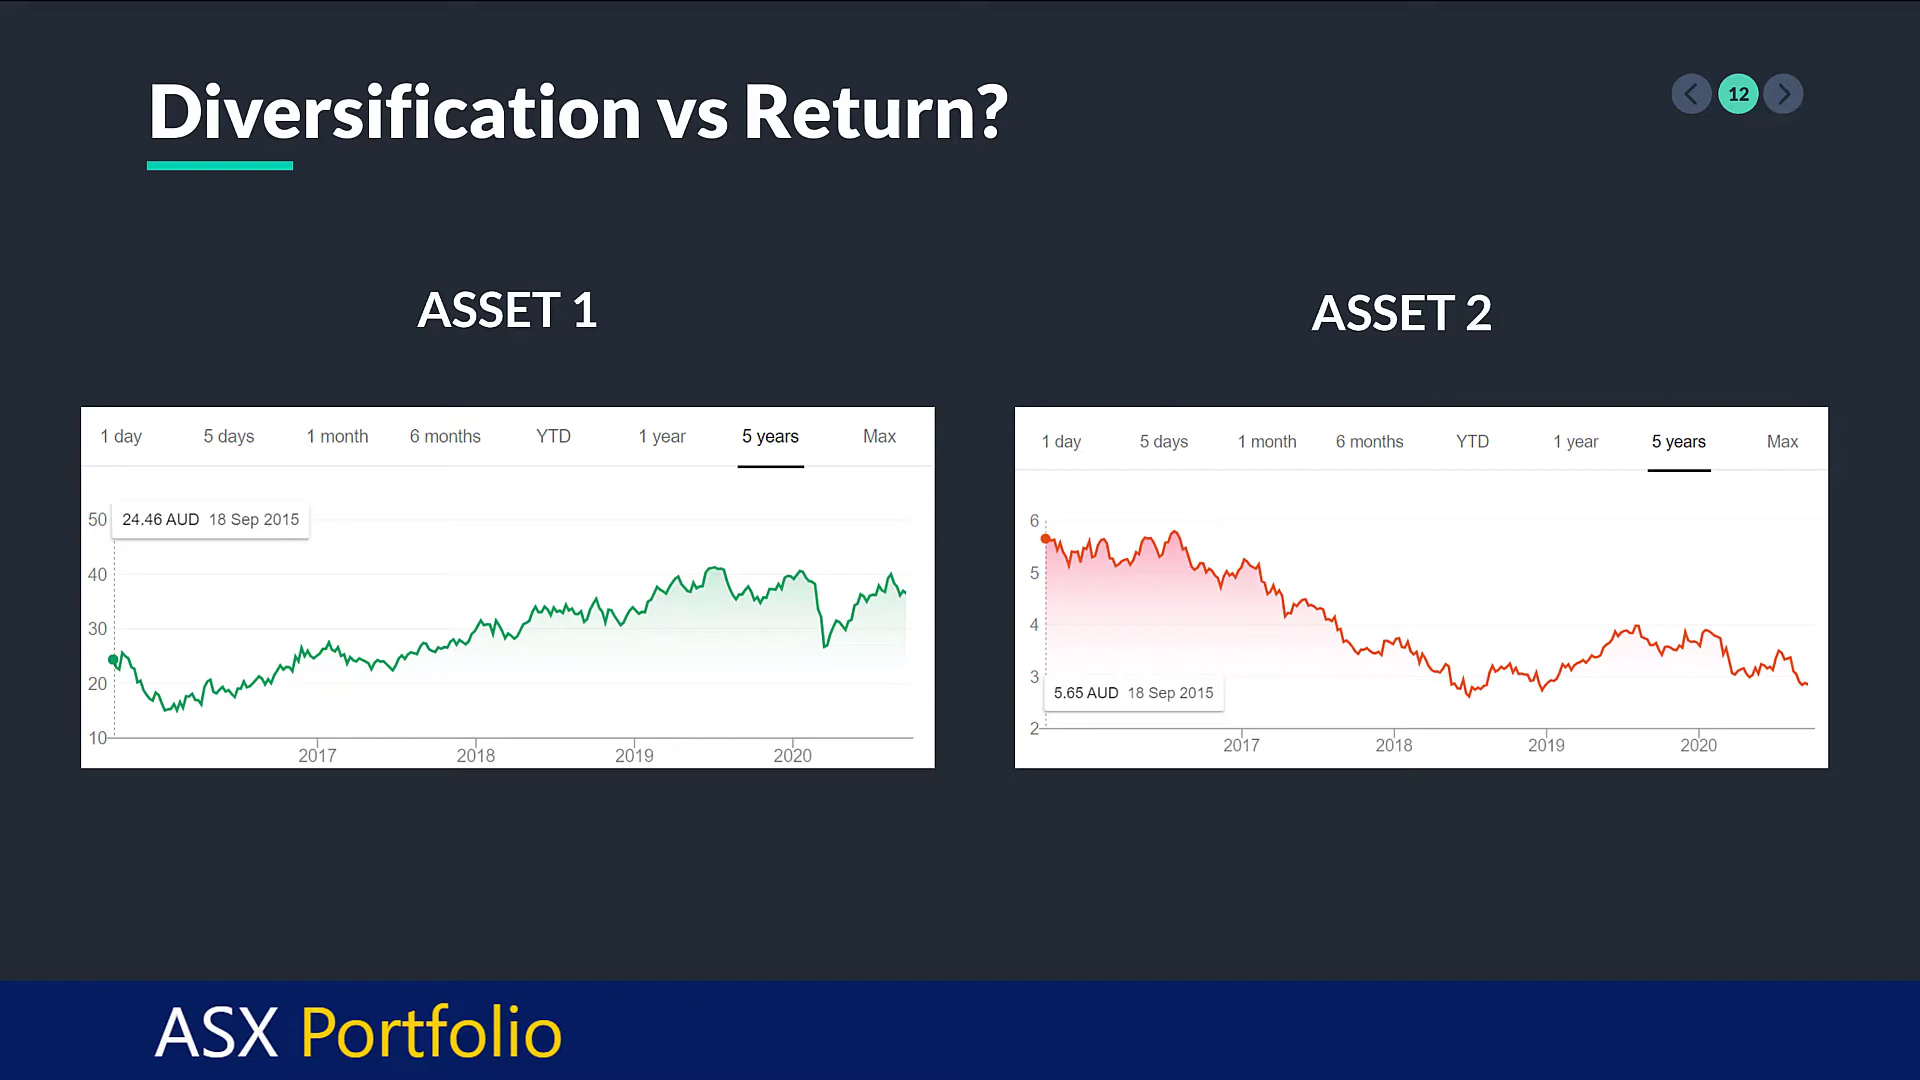 Diversification vs Return?
12
ASSET 1
1 day 5 days 1 month 6 months YTD 1 year 5 years Max
50
24.46 AUD 18 Sep 2015
40
30
20
10
2017 2018 2019 2020
ASSET 2
1 day 5 days 1 month 6 months YTD 1 year 5 years Max
6
5
4
3
5.65 AUD 18 Sep 2015
2
2017 2018 2019 2020
ASX Portfolio